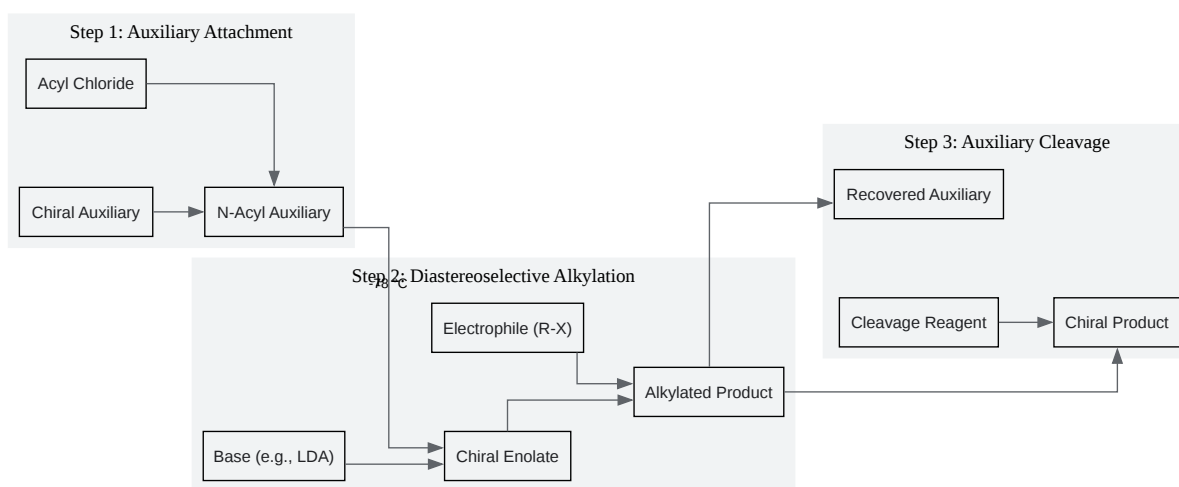 Step 1: Auxiliary Attachment
Acyl Chloride
Chiral Auxiliary
N-Acyl Auxiliary
Step 2: Diastereoselective Alkylation
-78 °C
Electrophile (R-X)
Alkylated Product
Base (e.g., LDA)
Chiral Enolate
Step 3: Auxiliary Cleavage
Recovered Auxiliary
Cleavage Reagent
Chiral Product